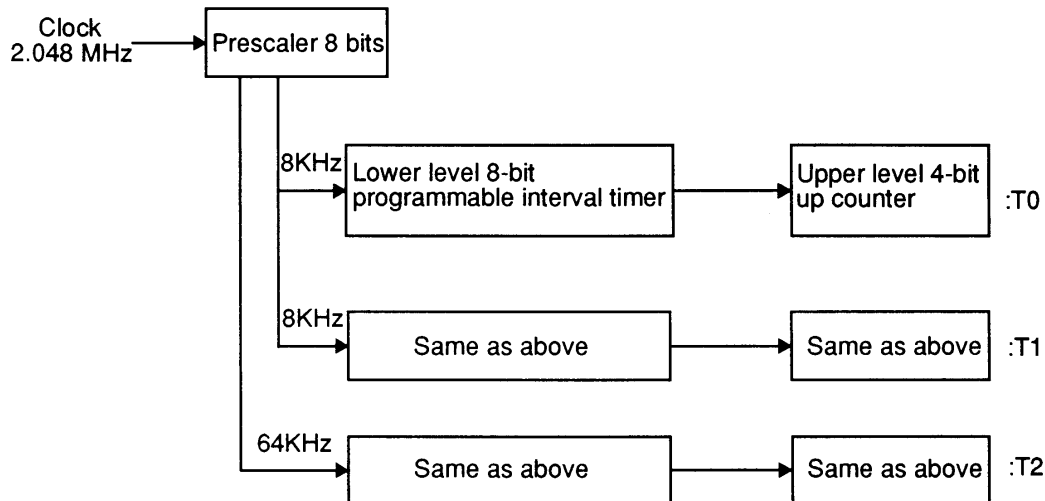 Clock
2.048 MHz
Prescaler 8 bits
8KHz
Lower level 8-bit
programmable interval timer
Upper level 4-bit
up counter
:T0
8KHz
Same as above
Same as above
:T1
64KHz
Same as above
Same as above
:T2